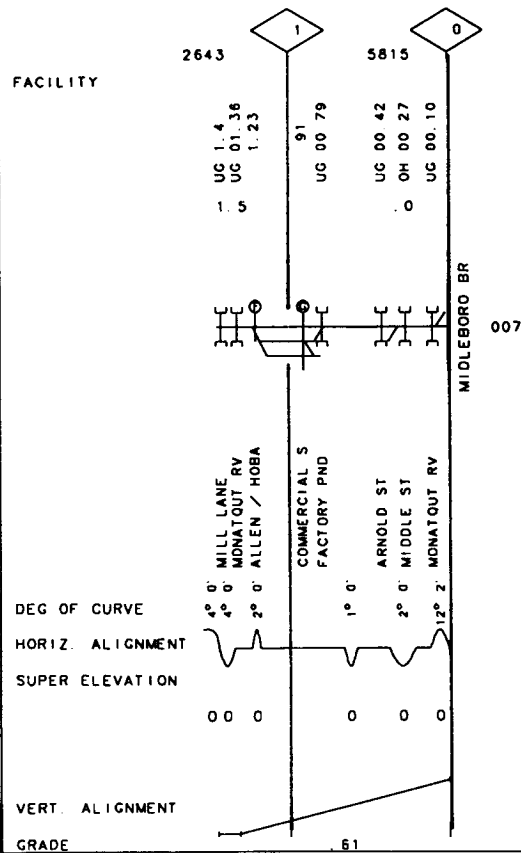 1
0
2643
5815
FACILITY
UG 1.4
UG 01.36
1.23
91
UG 00 79
UG 00.42
OH 00 27
UG 00.10
1.5
.0
MIDLEBORO BR
007
MILL LANE
MONATQUT RV
ALLEN / HOBA
COMMERCIAL S
FACTORY PND
ARNOLD ST
MIDDLE ST
MONATQUT RV
DEG OF CURVE
4° 0'
4° 0'
2° 0'
1° 0'
2° 0'
12° 2'
HORIZ. ALIGNMENT
SUPER ELEVATION
0 0 0 0 0 0
VERT. ALIGNMENT
GRADE
.61